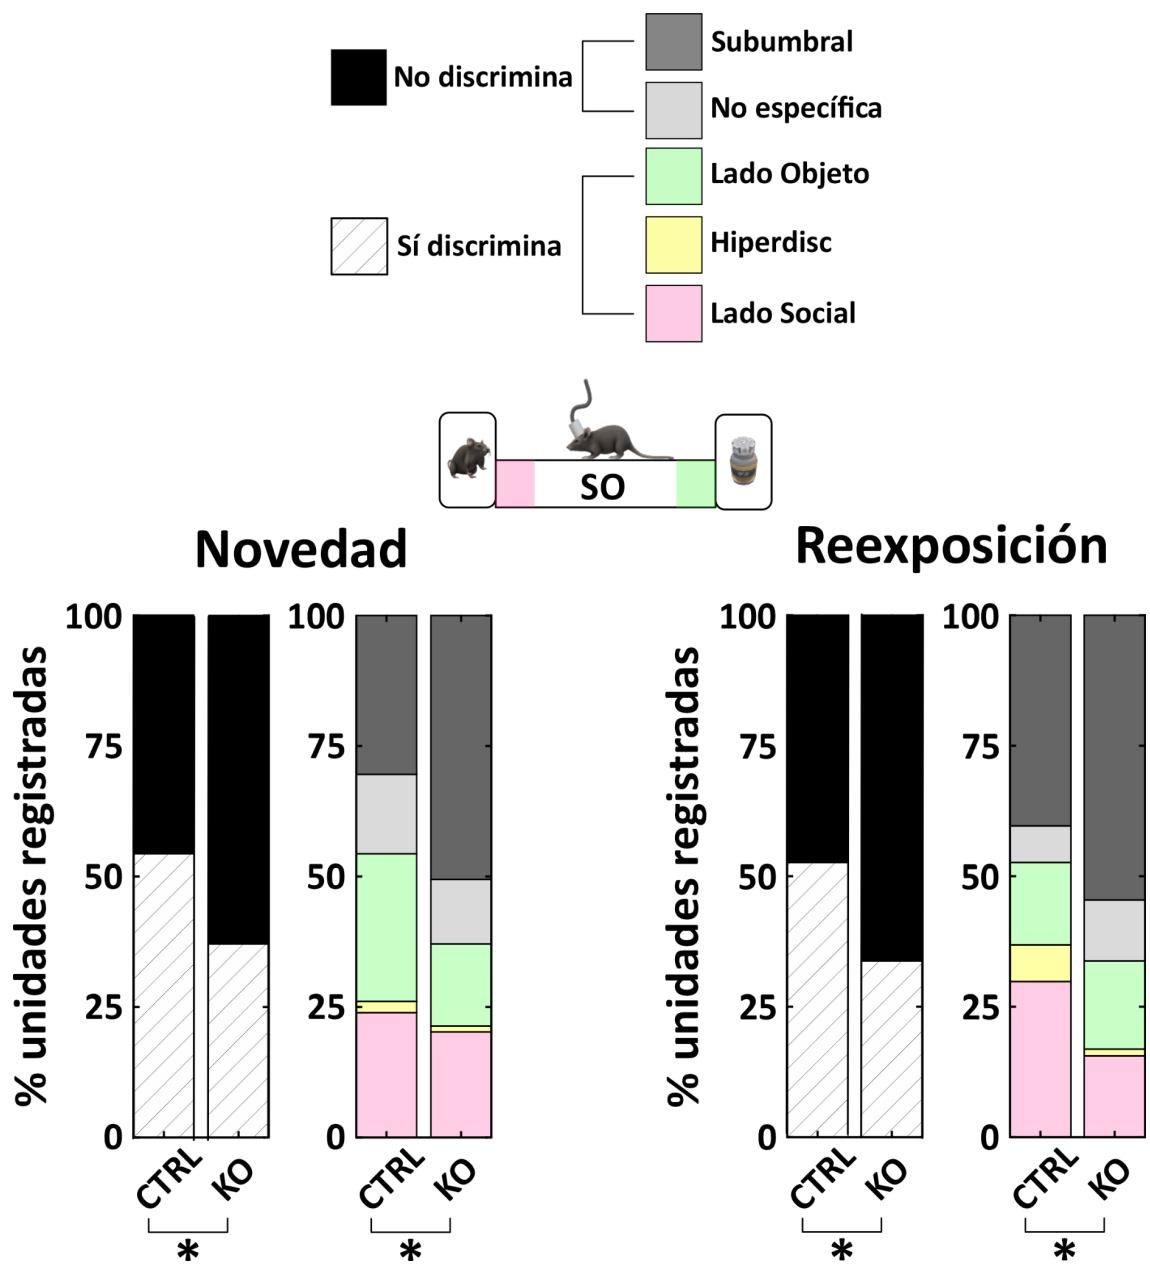 No discrimina
Subumbral
No específica
Lado Objeto
Sí discrimina
Hiperdisc
Lado Social
SO
Novedad
% unidades registradas
100
75
50
25
0
CTRL
KO
*
100
75
50
25
0
CTRL
KO
*
Reexposición
% unidades registradas
100
75
50
25
0
CTRL
KO
*
100
75
50
25
0
CTRL
KO
*